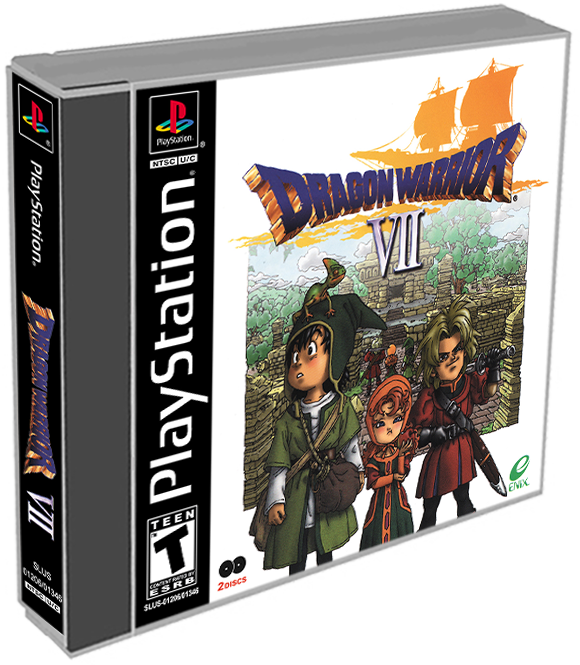 PlayStation®
DRAGON WARRIOR
VII
SLUS
01206/01346
NTSC U/C
PlayStation®
NTSC U/C
PlayStation®
TEEN
T
CONTENT RATED BY
ESRB
SLUS-01206/01346
DRAGON WARRIOR®
VII
2 DISCS
ENIX